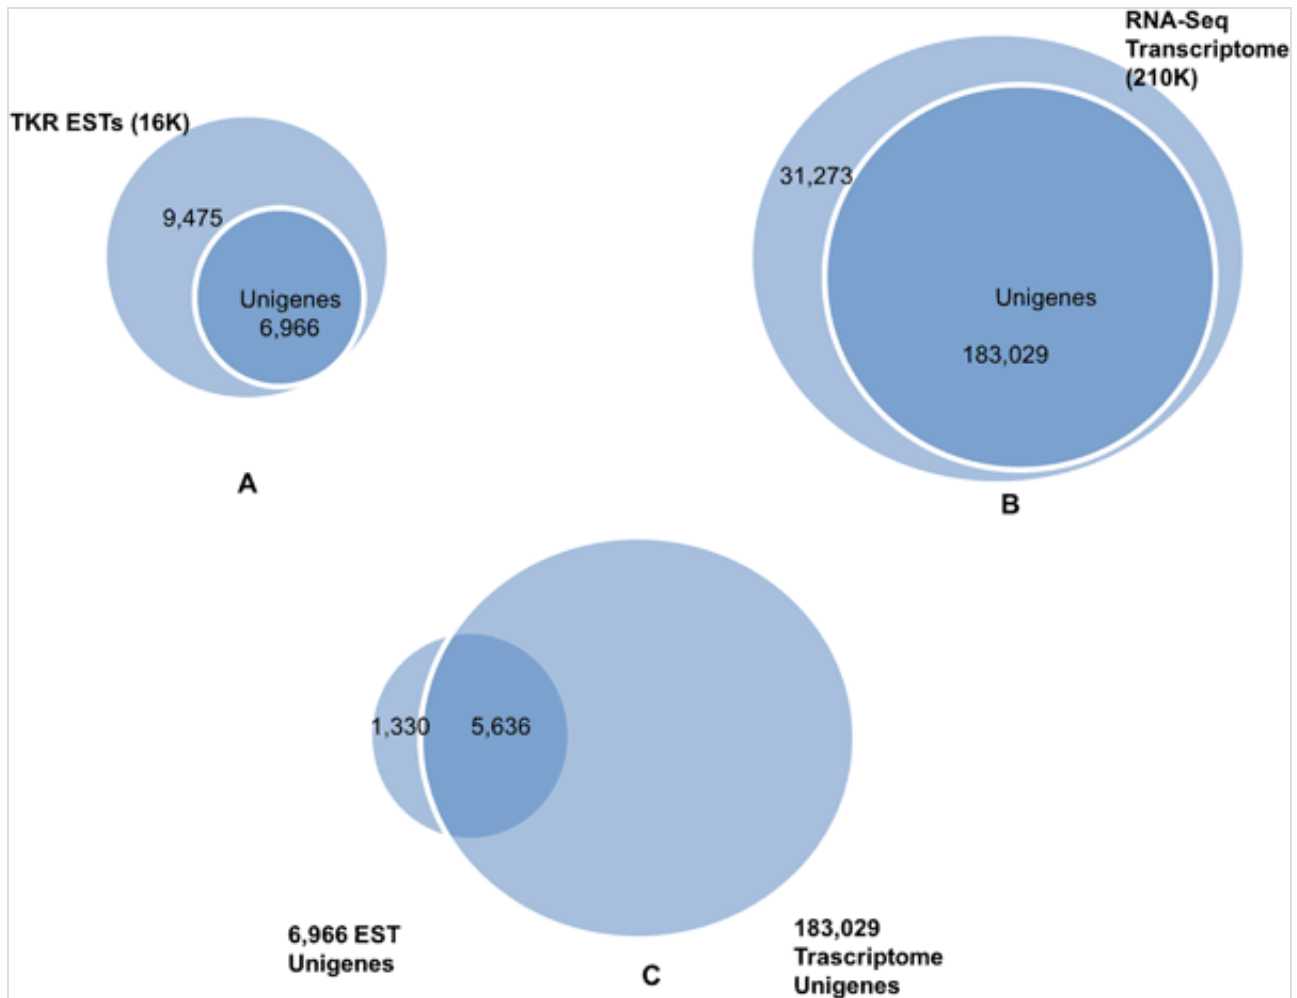 TKR ESTs (16K)
9,475
Unigenes
6,966
A
RNA-Seq
Transcriptome
(210K)
31,273
Unigenes
183,029
B
1,330
5,636
6,966 EST
Unigenes
183,029
Trascriptome
Unigenes
C